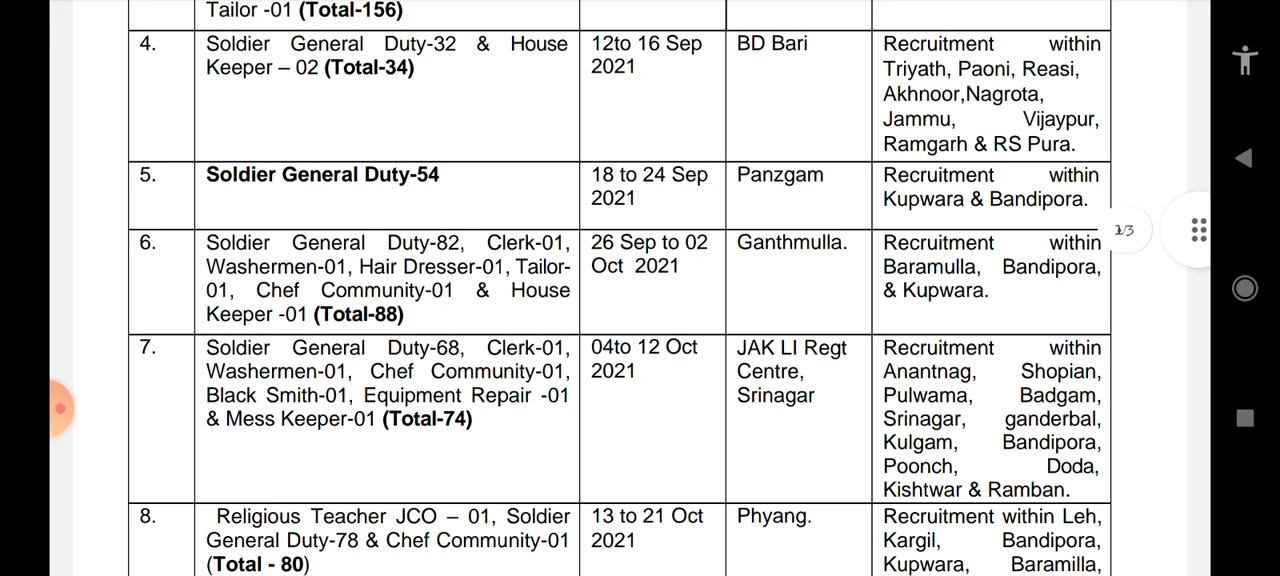 Tailor -01 (Total-156)
4.
Soldier General Duty-32 & House
Keeper – 02 (Total-34)
12to 16 Sep
2021
BD Bari
Recruitment within
Triyath, Paoni, Reasi,
Akhnoor,Nagrota,
Jammu, Vijaypur,
Ramgarh & RS Pura.
5.
Soldier General Duty-54
18 to 24 Sep
2021
Panzgam
Recruitment within
Kupwara & Bandipora.
6.
Soldier General Duty-82, Clerk-01,
Washermen-01, Hair Dresser-01, Tailor-
01, Chef Community-01 & House
Keeper -01 (Total-88)
26 Sep to 02
Oct 2021
Ganthmulla.
Recruitment within
Baramulla, Bandipora,
& Kupwara.
7.
Soldier General Duty-68, Clerk-01,
Washermen-01, Chef Community-01,
Black Smith-01, Equipment Repair -01
& Mess Keeper-01 (Total-74)
04to 12 Oct
2021
JAK LI Regt
Centre,
Srinagar
Recruitment within
Anantnag, Shopian,
Pulwama, Badgam,
Srinagar, ganderbal,
Kulgam, Bandipora,
Poonch, Doda,
Kishtwar & Ramban.
8.
Religious Teacher JCO – 01, Soldier
General Duty-78 & Chef Community-01
(Total - 80)
13 to 21 Oct
2021
Phyang.
Recruitment within Leh,
Kargil, Bandipora,
Kupwara, Baramilla,